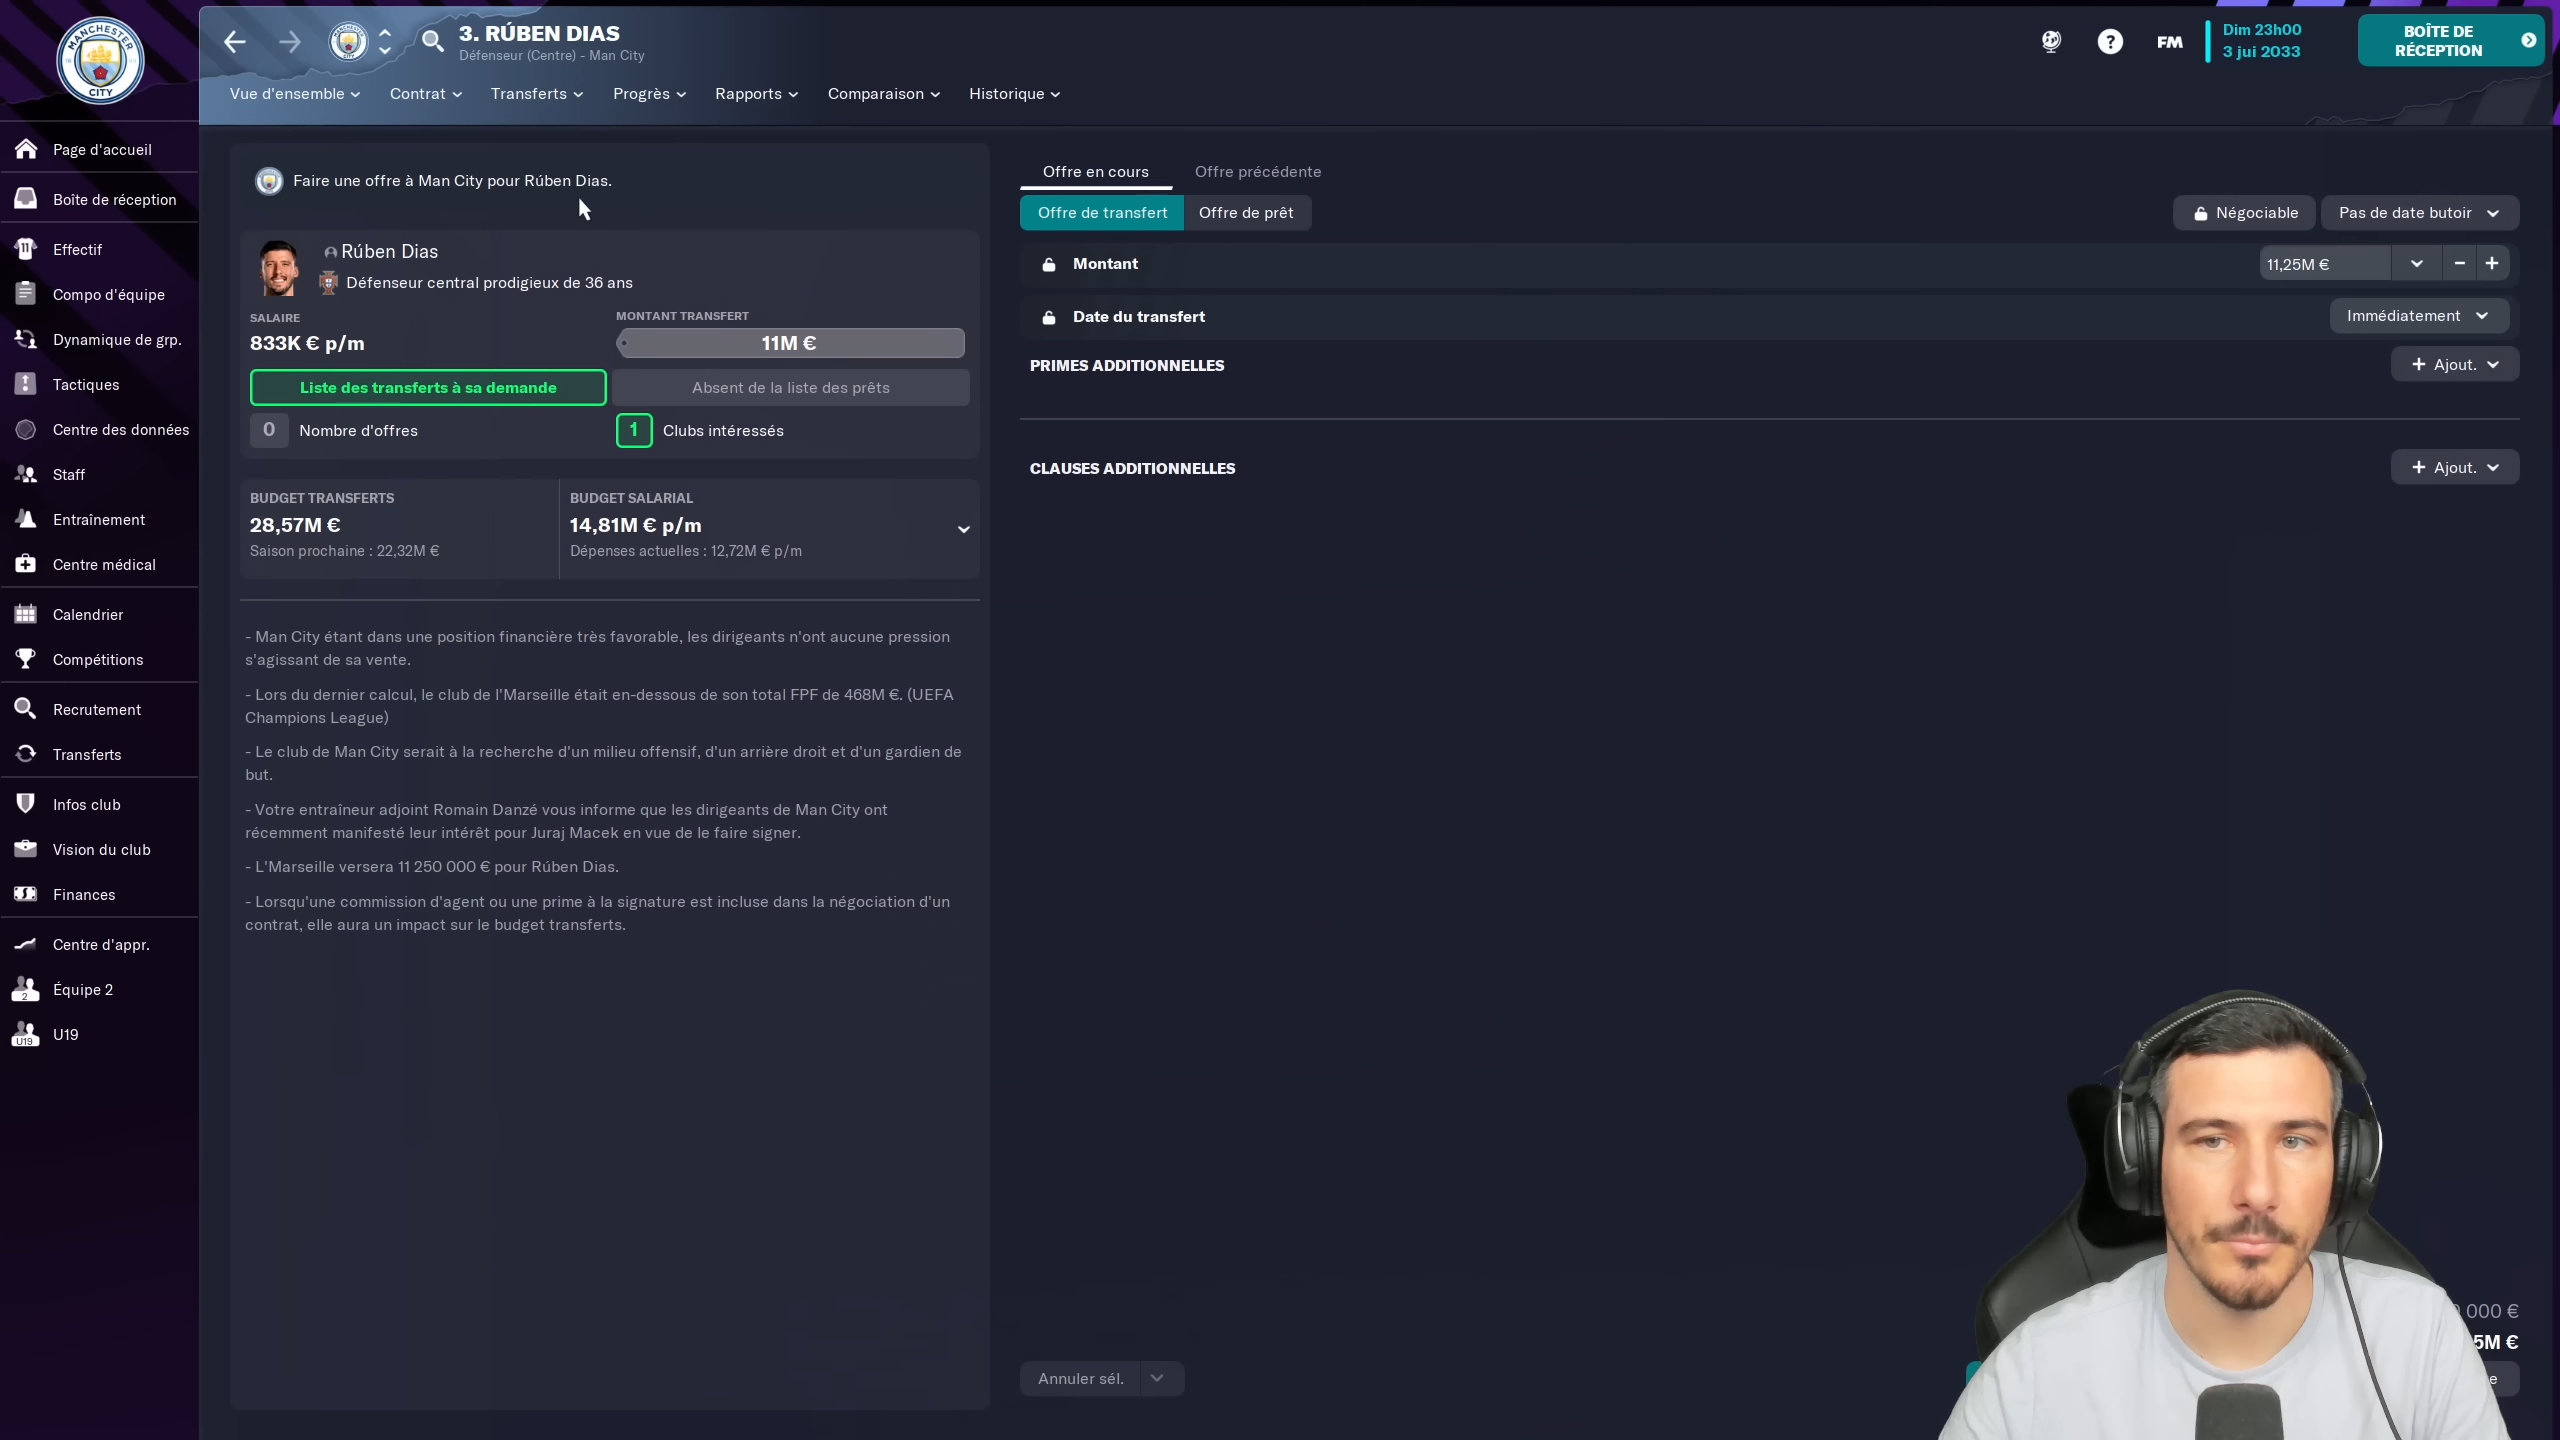 MANCHESTER
CITY
3. RÚBEN DIAS
Défenseur (Centre) - Man City
FM
Dim 23h00
3 jui 2033
BOÎTE DE
RÉCEPTION
Vue d'ensemble
Contrat
Transferts
Progrès
Rapports
Comparaison
Historique
Page d'accueil
Boîte de réception
Effectif
Compo d'équipe
Dynamique de grp.
Tactiques
Centre des données
Staff
Entraînement
Centre médical
Calendrier
Compétitions
Recrutement
Transferts
Infos club
Vision du club
Finances
Centre d'appr.
2
Équipe 2
U19
U19
Faire une offre à Man City pour Rúben Dias.
Rúben Dias
Défenseur central prodigieux de 36 ans
SALAIRE
833K € p/m
MONTANT TRANSFERT
11M €
Liste des transferts à sa demande
Absent de la liste des prêts
0 Nombre d'offres
1 Clubs intéressés
BUDGET TRANSFERTS
28,57M €
Saison prochaine : 22,32M €
BUDGET SALARIAL
14,81M € p/m
Dépenses actuelles : 12,72M € p/m
- Man City étant dans une position financière très favorable, les dirigeants n'ont aucune pression
s'agissant de sa vente.
- Lors du dernier calcul, le club de l'Marseille était en-dessous de son total FPF de 468M €. (UEFA
Champions League)
- Le club de Man City serait à la recherche d'un milieu offensif, d'un arrière droit et d'un gardien de
but.
- Votre entraîneur adjoint Romain Danzé vous informe que les dirigeants de Man City ont
récemment manifesté leur intérêt pour Juraj Macek en vue de le faire signer.
- L'Marseille versera 11 250 000 € pour Rúben Dias.
- Lorsqu'une commission d'agent ou une prime à la signature est incluse dans la négociation d'un
contrat, elle aura un impact sur le budget transferts.
Offre en cours
Offre précédente
Offre de transfert
Offre de prêt
Négociable
Pas de date butoir
Montant
11,25M €
Date du transfert
Immédiatement
PRIMES ADDITIONNELLES
Ajout.
CLAUSES ADDITIONNELLES
Ajout.
000 €
5M €
Annuler sél.
e